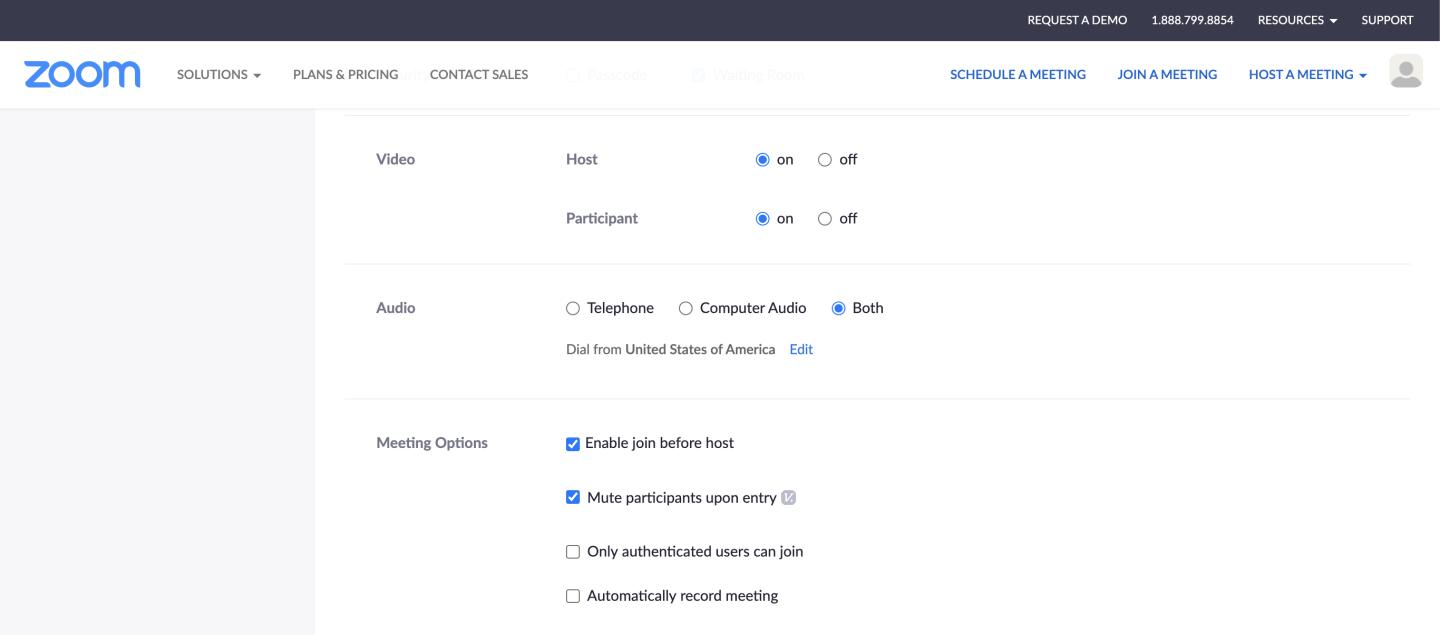 REQUEST A DEMO 1.888.799.8854 RESOURCES SUPPORT
zoom SOLUTIONS PLANS & PRICING CONTACT SALES Passcode Waiting Room SCHEDULE A MEETING JOIN A MEETING HOST A MEETING
Video Host on off
Participant on off
Audio Telephone Computer Audio Both
Dial from United States of America Edit
Meeting Options Enable join before host
Mute participants upon entry
Only authenticated users can join
Automatically record meeting